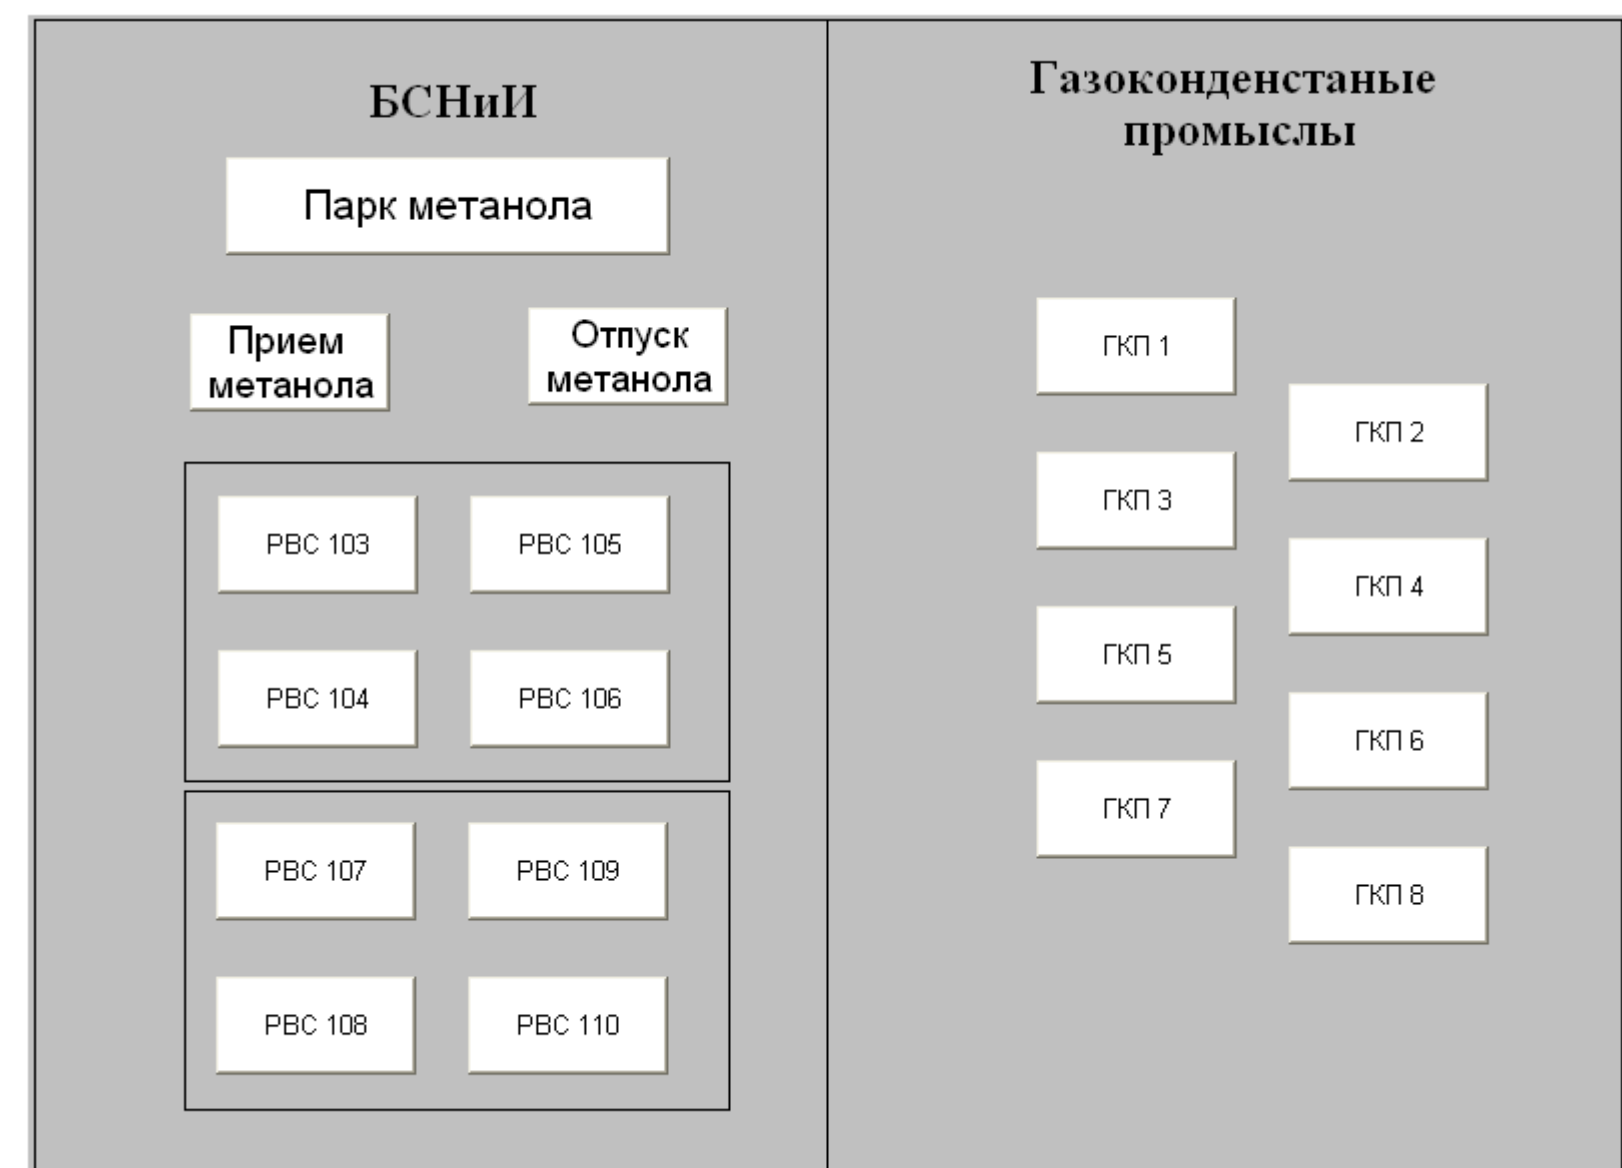 БСНиИ
Парк метанола
Прием
метанола
Отпуск
метанола
РВС 103
РВС 105
РВС 104
РВС 106
РВС 107
РВС 109
РВС 108
РВС 110
Газоконденстаные
промыслы
ГКП 1
ГКП 2
ГКП 3
ГКП 4
ГКП 5
ГКП 6
ГКП 7
ГКП 8